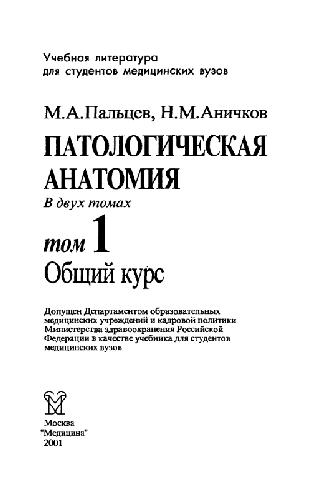 Учебная литература
для студентов медицинских вузов
М.А.Пальцев, Н.М.Аничков
ПАТОЛОГИЧЕСКАЯ
АНАТОМИЯ
В двух томах
том 1
Общий курс
Допущен Департаментом образовательных
медицинских учреждений и кадровой политики
Министерства здравоохранения Российской
Федерации в качестве учебника для студентов
медицинских вузов
Москва
"Медицина"
2001